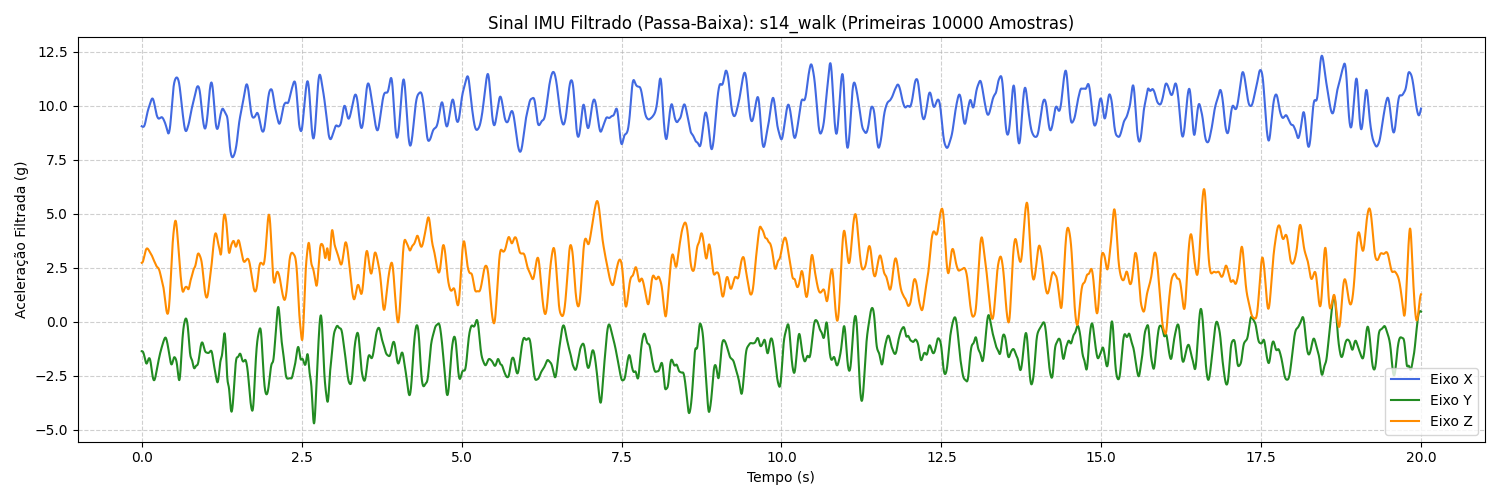 Sinal IMU Filtrado (Passa-Baixa): s14_walk (Primeiras 10000 Amostras)
Aceleração Filtrada (g)
12.5
10.0
7.5
5.0
2.5
0.0
−2.5
−5.0
0.0 2.5 5.0 7.5 10.0 12.5 15.0 17.5 20.0
Tempo (s)
Eixo X
Eixo Y
Eixo Z